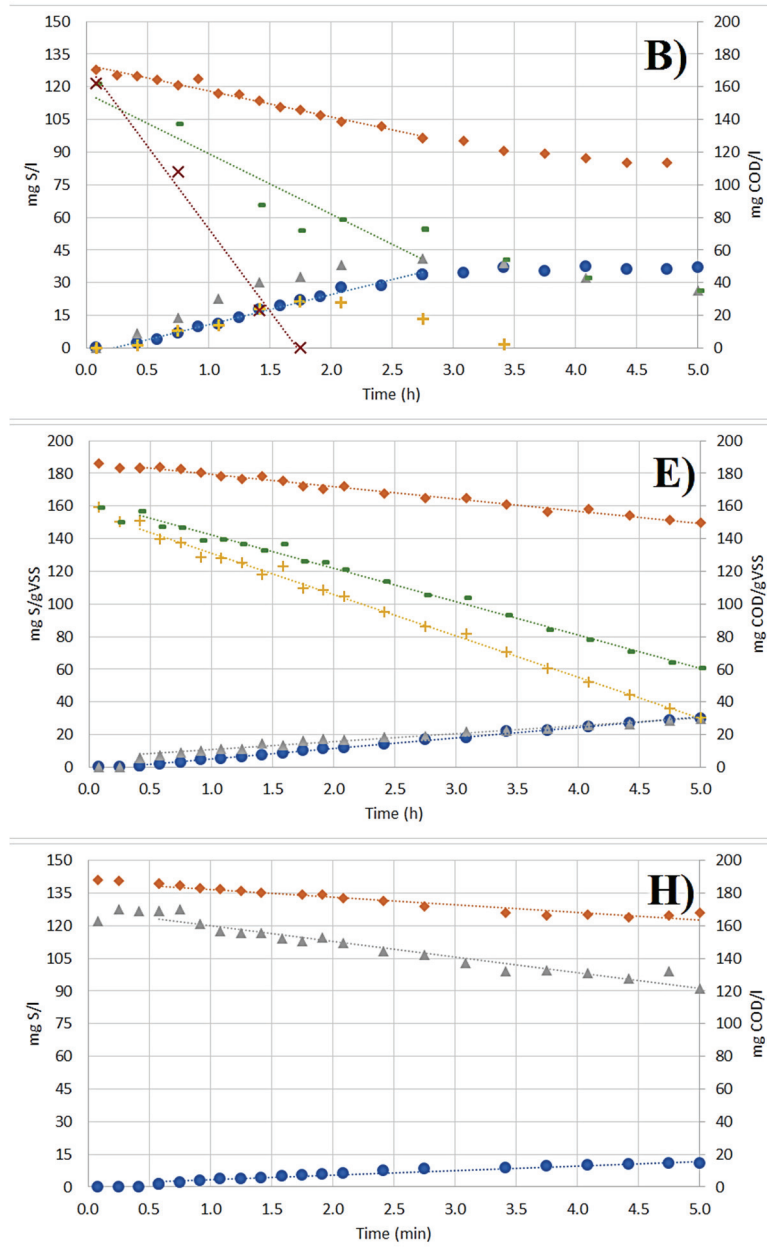 B)
150 200
135 180
120 160
105 140
90 120
75 100
60 80
45 60
30 40
15 20
0 0
mg S/l
mg COD/l
0.0 0.5 1.0 1.5 2.0 2.5 3.0 3.5 4.0 4.5 5.0
Time (h)
E)
200 200
180 180
160 160
140 140
120 120
100 100
80 80
60 60
40 40
20 20
0 0
mg S/gVSS
mg COD/gVSS
0.0 0.5 1.0 1.5 2.0 2.5 3.0 3.5 4.0 4.5 5.0
Time (h)
H)
150 200
135 180
120 160
105 140
90 120
75 100
60 80
45 60
30 40
15 20
0 0
mg S/l
mg COD/l
0.0 0.5 1.0 1.5 2.0 2.5 3.0 3.5 4.0 4.5 5.0
Time (min)